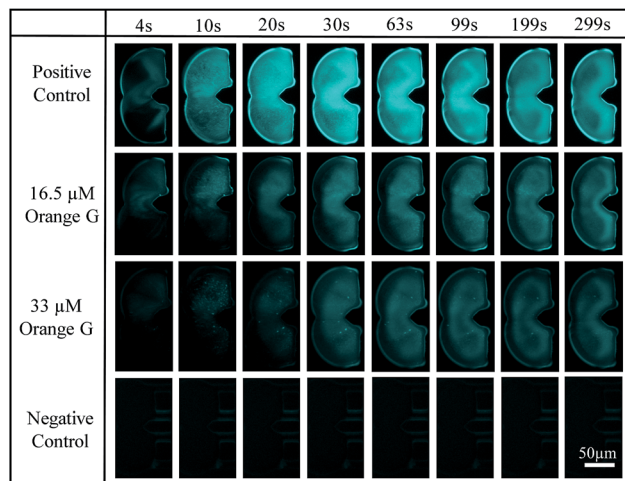 4s 10s 20s 30s 63s 99s 199s 299s
Positive
Control
16.5 µM
Orange G
33 µM
Orange G
Negative
Control
50µm